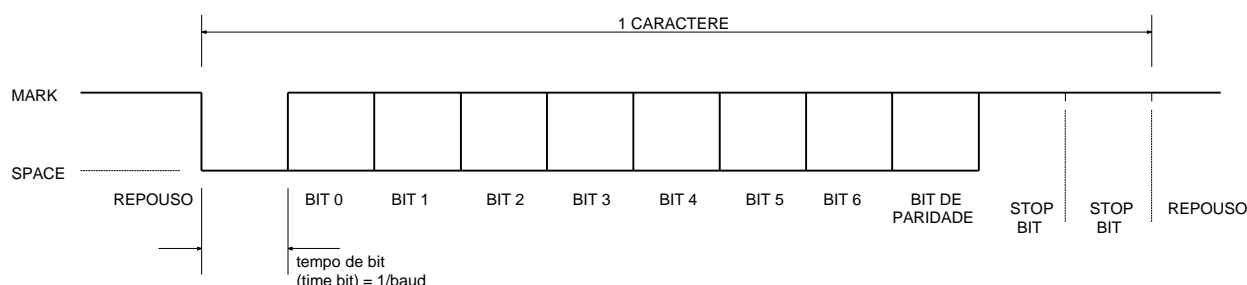 1 CARACTERE
MARK
SPACE
REPOUSO
BIT 0
BIT 1
BIT 2
BIT 3
BIT 4
BIT 5
BIT 6
BIT DE
PARIDADE
STOP
BIT
STOP
BIT
REPOUSO
tempo de bit
(time bit) = 1/baud